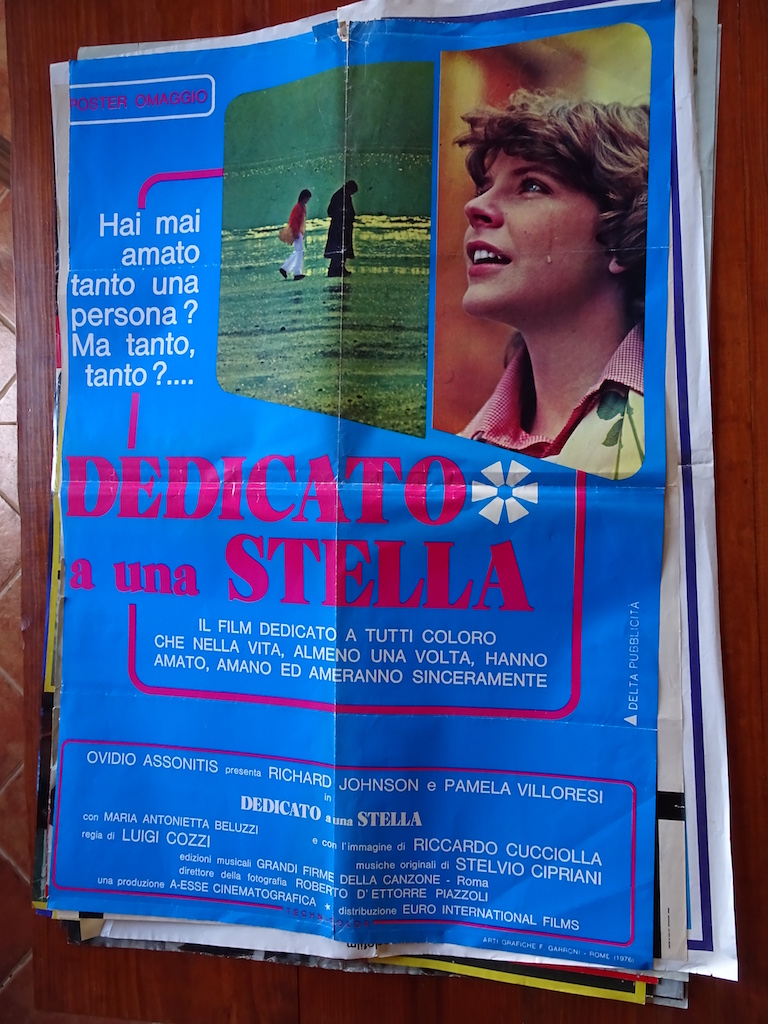 POSTER OMAGGIO
Hai mai
amato
tanto una
persona?
Ma tanto,
tanto?....
DEDICATO
a una STELLA
IL FILM DEDICATO A TUTTI COLORO
CHE NELLA VITA, ALMENO UNA VOLTA, HANNO
AMATO, AMANO ED AMERANNO SINCERAMENTE
DELTA PUBBLICITÀ
OVIDIO ASSONITIS presenta RICHARD JOHNSON e PAMELA VILLORESI
in
DEDICATO a una STELLA
con MARIA ANTONIETTA BELUZZI e con l'immagine di RICCARDO CUCCIOLLA
regia di LUIGI COZZI musiche originali di STELVIO CIPRIANI
edizioni musicali GRANDI FIRME DELLA CANZONE - Roma
direttore della fotografia ROBERTO D'ETTORRE PIAZZOLI
una produzione A-ESSE CINEMATOGRAFICA * distribuzione EURO INTERNATIONAL FILMS
TECHNICOLOR
ARTI GRAFICHE F. GARRONI - ROME (1976)